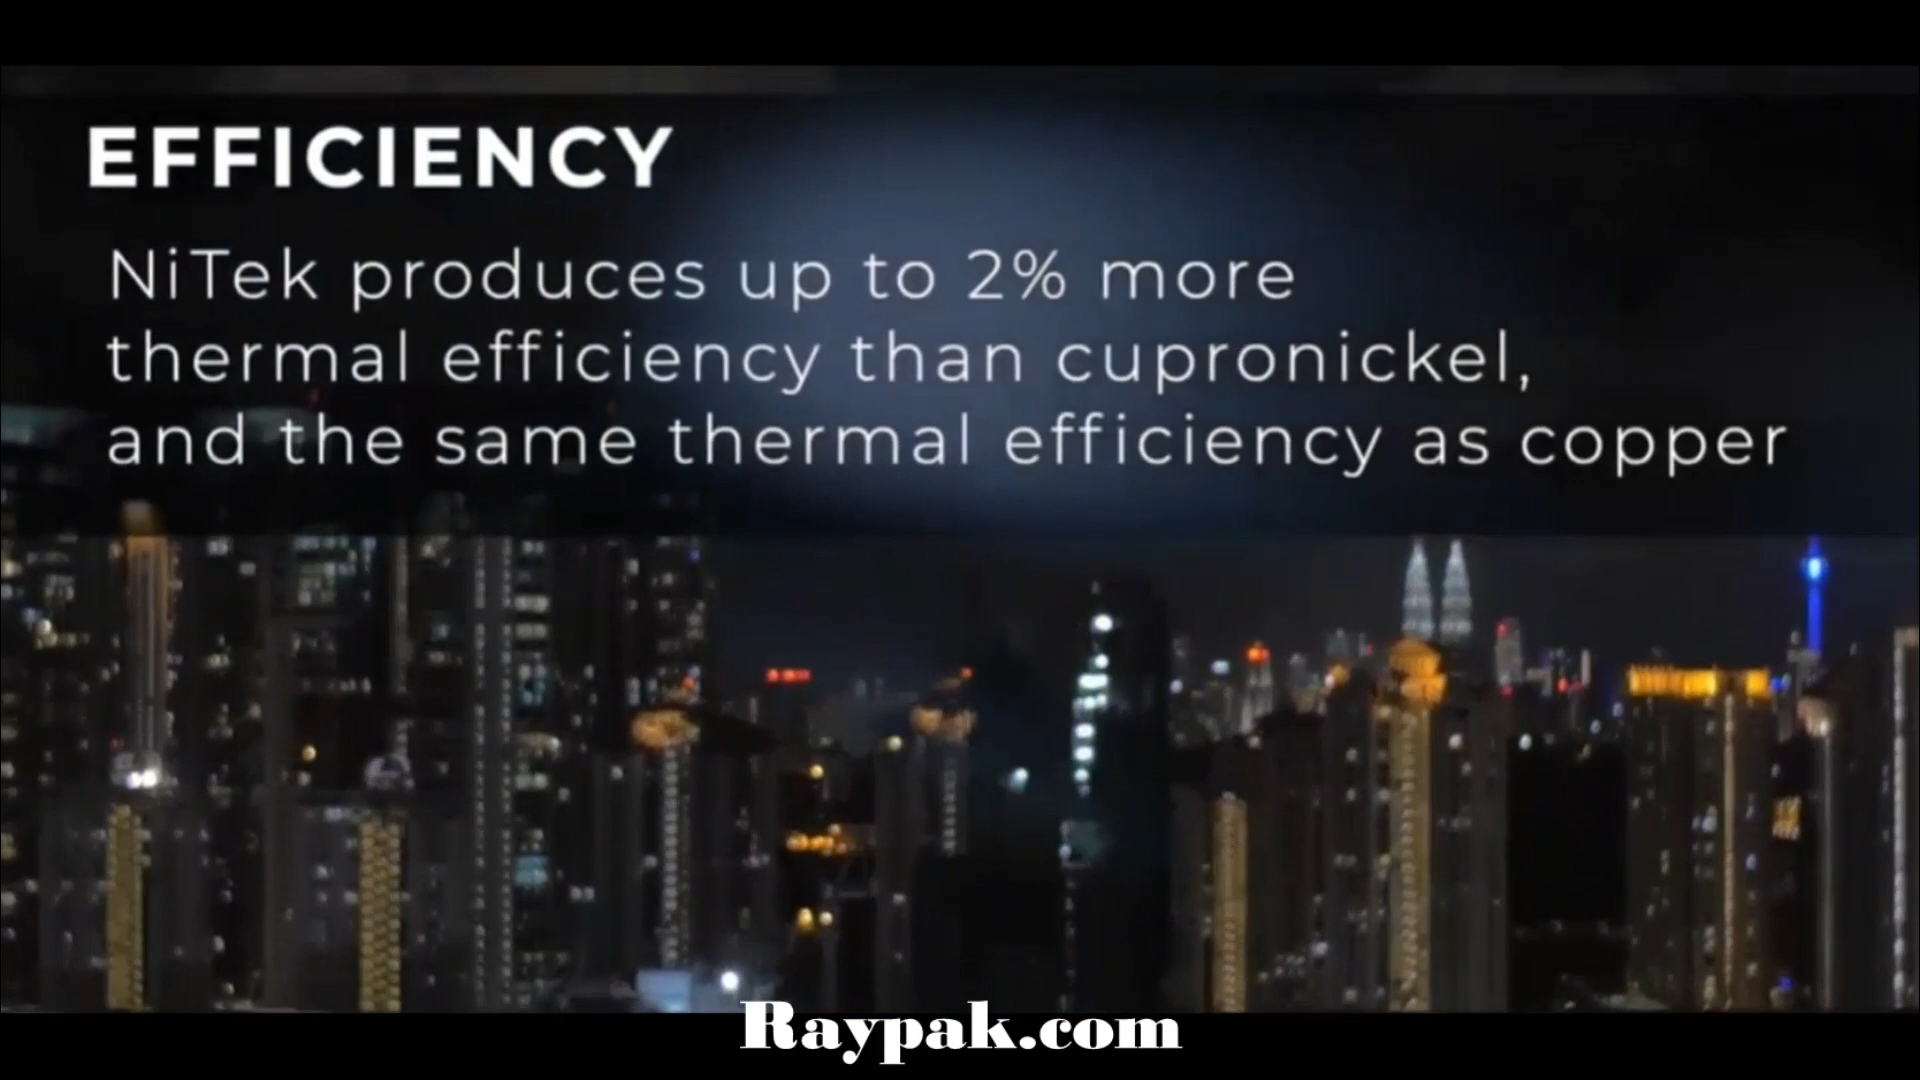 EFFICIENCY
NiTek produces up to 2% more
thermal efficiency than cupronickel,
and the same thermal efficiency as copper
Raypak.com